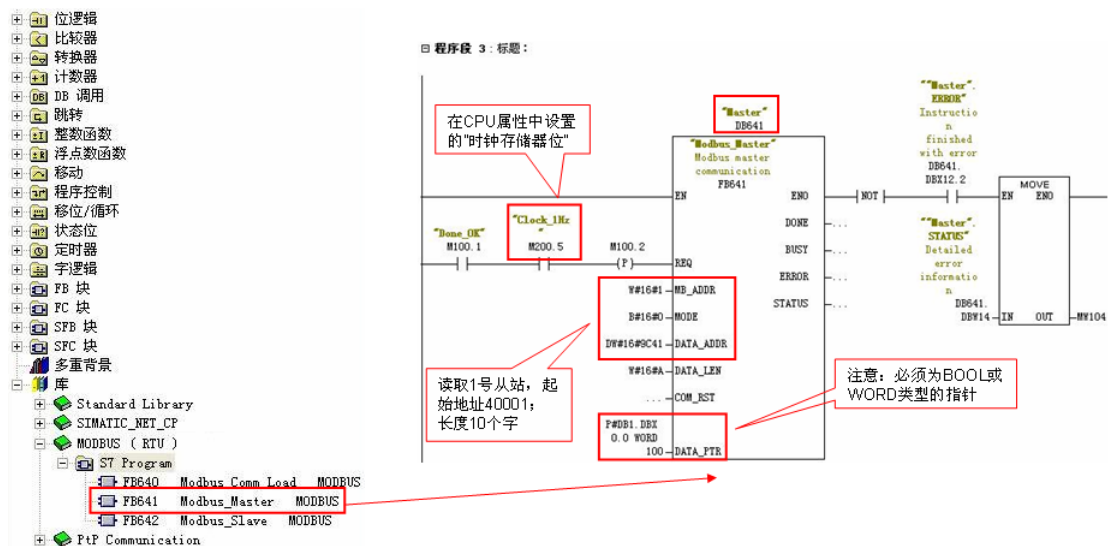 位逻辑
比较器
转换器
计数器
DB 调用
跳转
整数函数
浮点数函数
移动
程序控制
移位/循环
状态位
定时器
字逻辑
FB 块
FC 块
SFB 块
SFC 块
多重背景
库
Standard Library
SIMATIC_NET_CP
MODBUS ( RTU )
S7 Program
FB640 Modbus_Comm_Load MODBUS
FB641 Modbus_Master MODBUS
FB642 Modbus_Slave MODBUS
PtP Communication
程序段 3:标题:
在CPU属性中设置
的"时钟存储器位"
"Master"
DB641
"Modbus_Master"
Modbus master
communication
FB641
EN
ENO
NOT
""Master".
ERROR"
Instructio
n
finished
with error
DB641.
DBX12.2
MOVE
EN ENO
"Done_OK"
M100.1
"Clock_1Hz
"
M200.5
M100.2
(P)
REQ
DONE
...
BUSY
...
ERROR
...
STATUS
...
W#16#1
MB_ADDR
B#16#0
MODE
DW#16#9C41
DATA_ADDR
W#16#A
DATA_LEN
...
COM_RST
P#DB1.DBX
0.0 WORD
100
DATA_PTR
""Master".
STATUS"
Detailed
error
informatio
n
DB641.
DBW14
IN OUT
MW104
读取1号从站，起
始地址40001；
长度10个字
注意：必须为BOOL或
WORD类型的指针